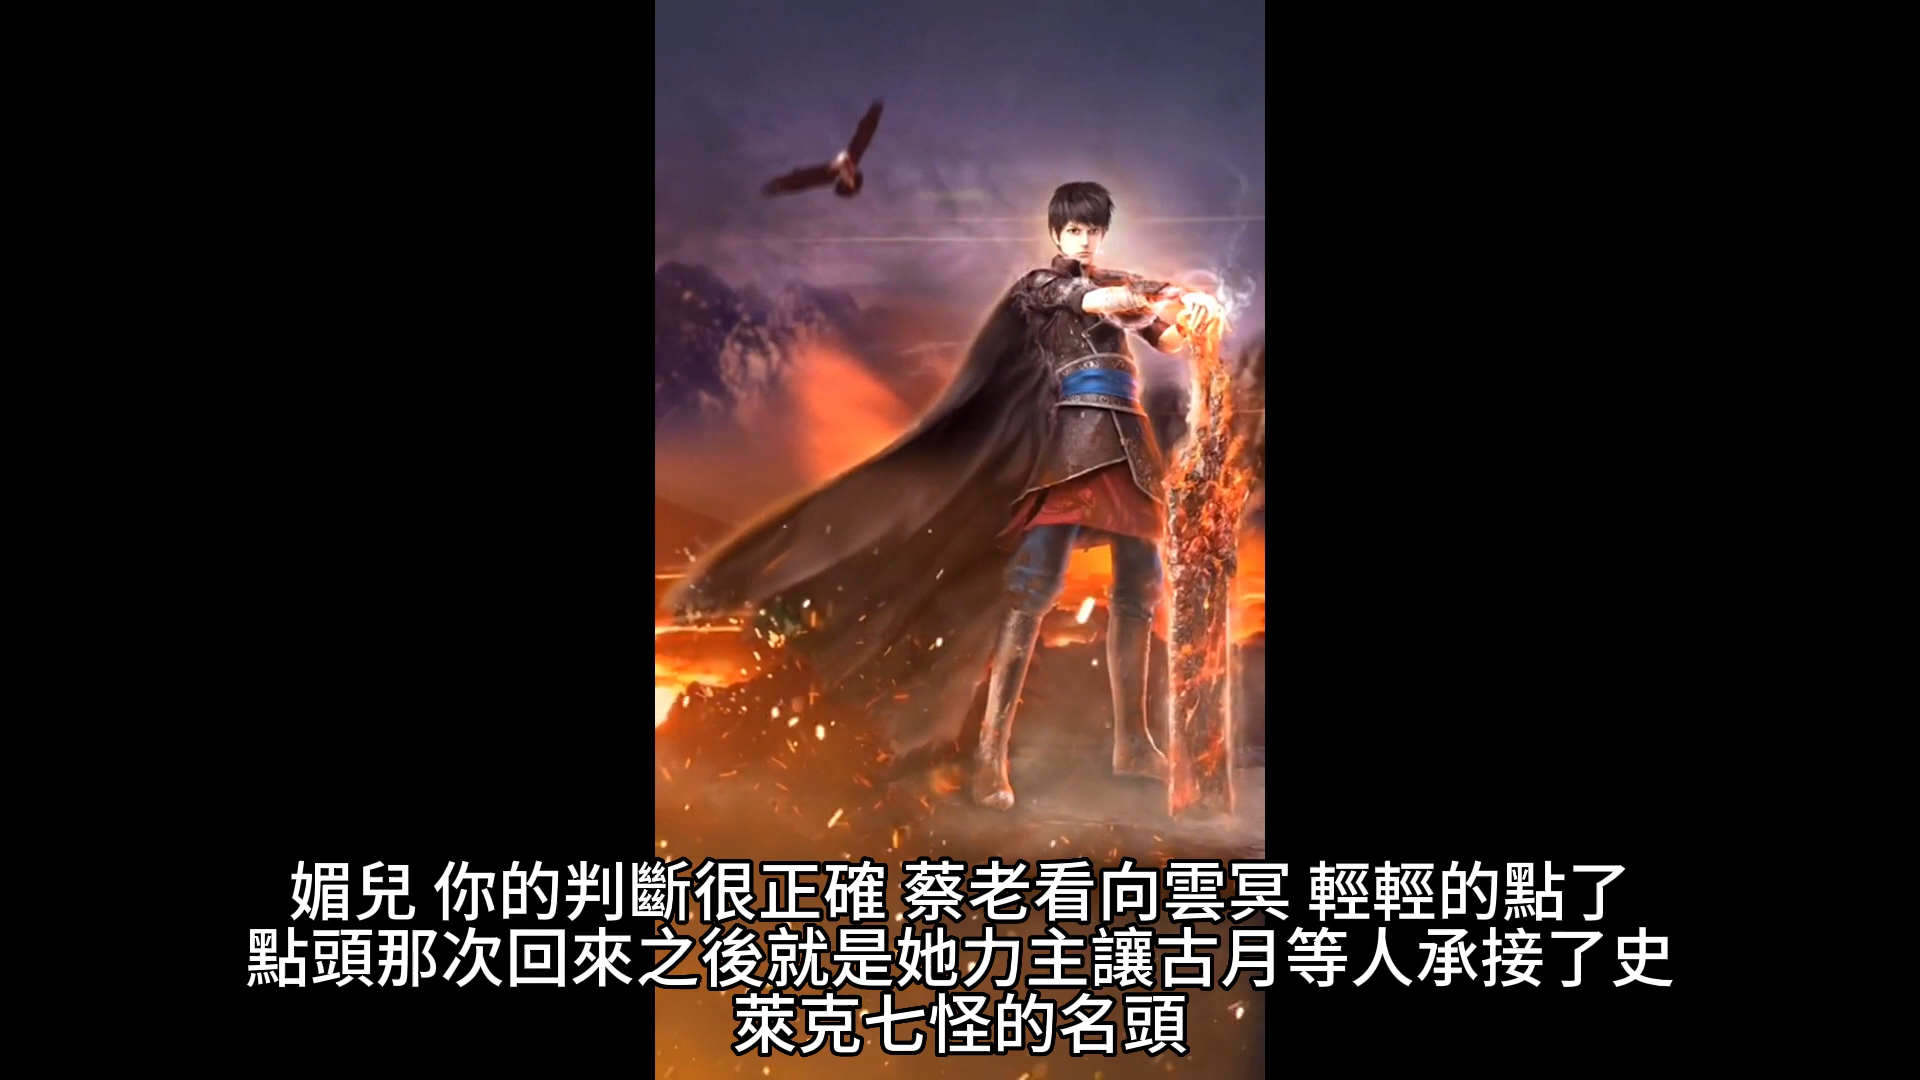 媚兒 你的判斷很正確 蔡老看向雲冥 輕輕的點了
點頭那次回來之後就是她力主讓古月等人承接了史
萊克七怪的名頭